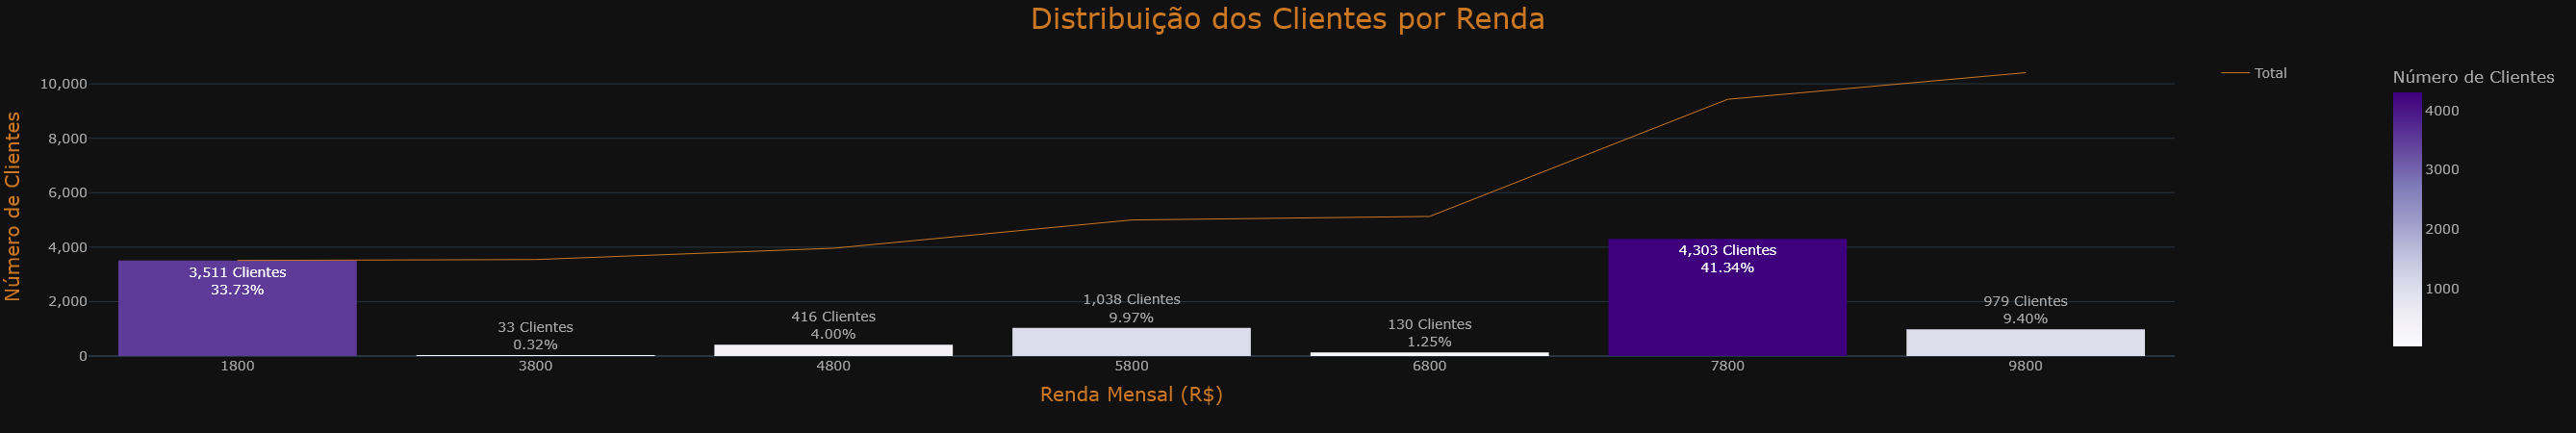 Distribuição dos Clientes por Renda
Número de Clientes
10,000
8,000
6,000
4,000
2,000
0
3,511 Clientes
33.73%
33 Clientes
0.32%
416 Clientes
4.00%
1,038 Clientes
9.97%
130 Clientes
1.25%
4,303 Clientes
41.34%
979 Clientes
9.40%
1800
3800
4800
5800
6800
7800
9800
Renda Mensal (R$)
Total
Número de Clientes
4000
3000
2000
1000